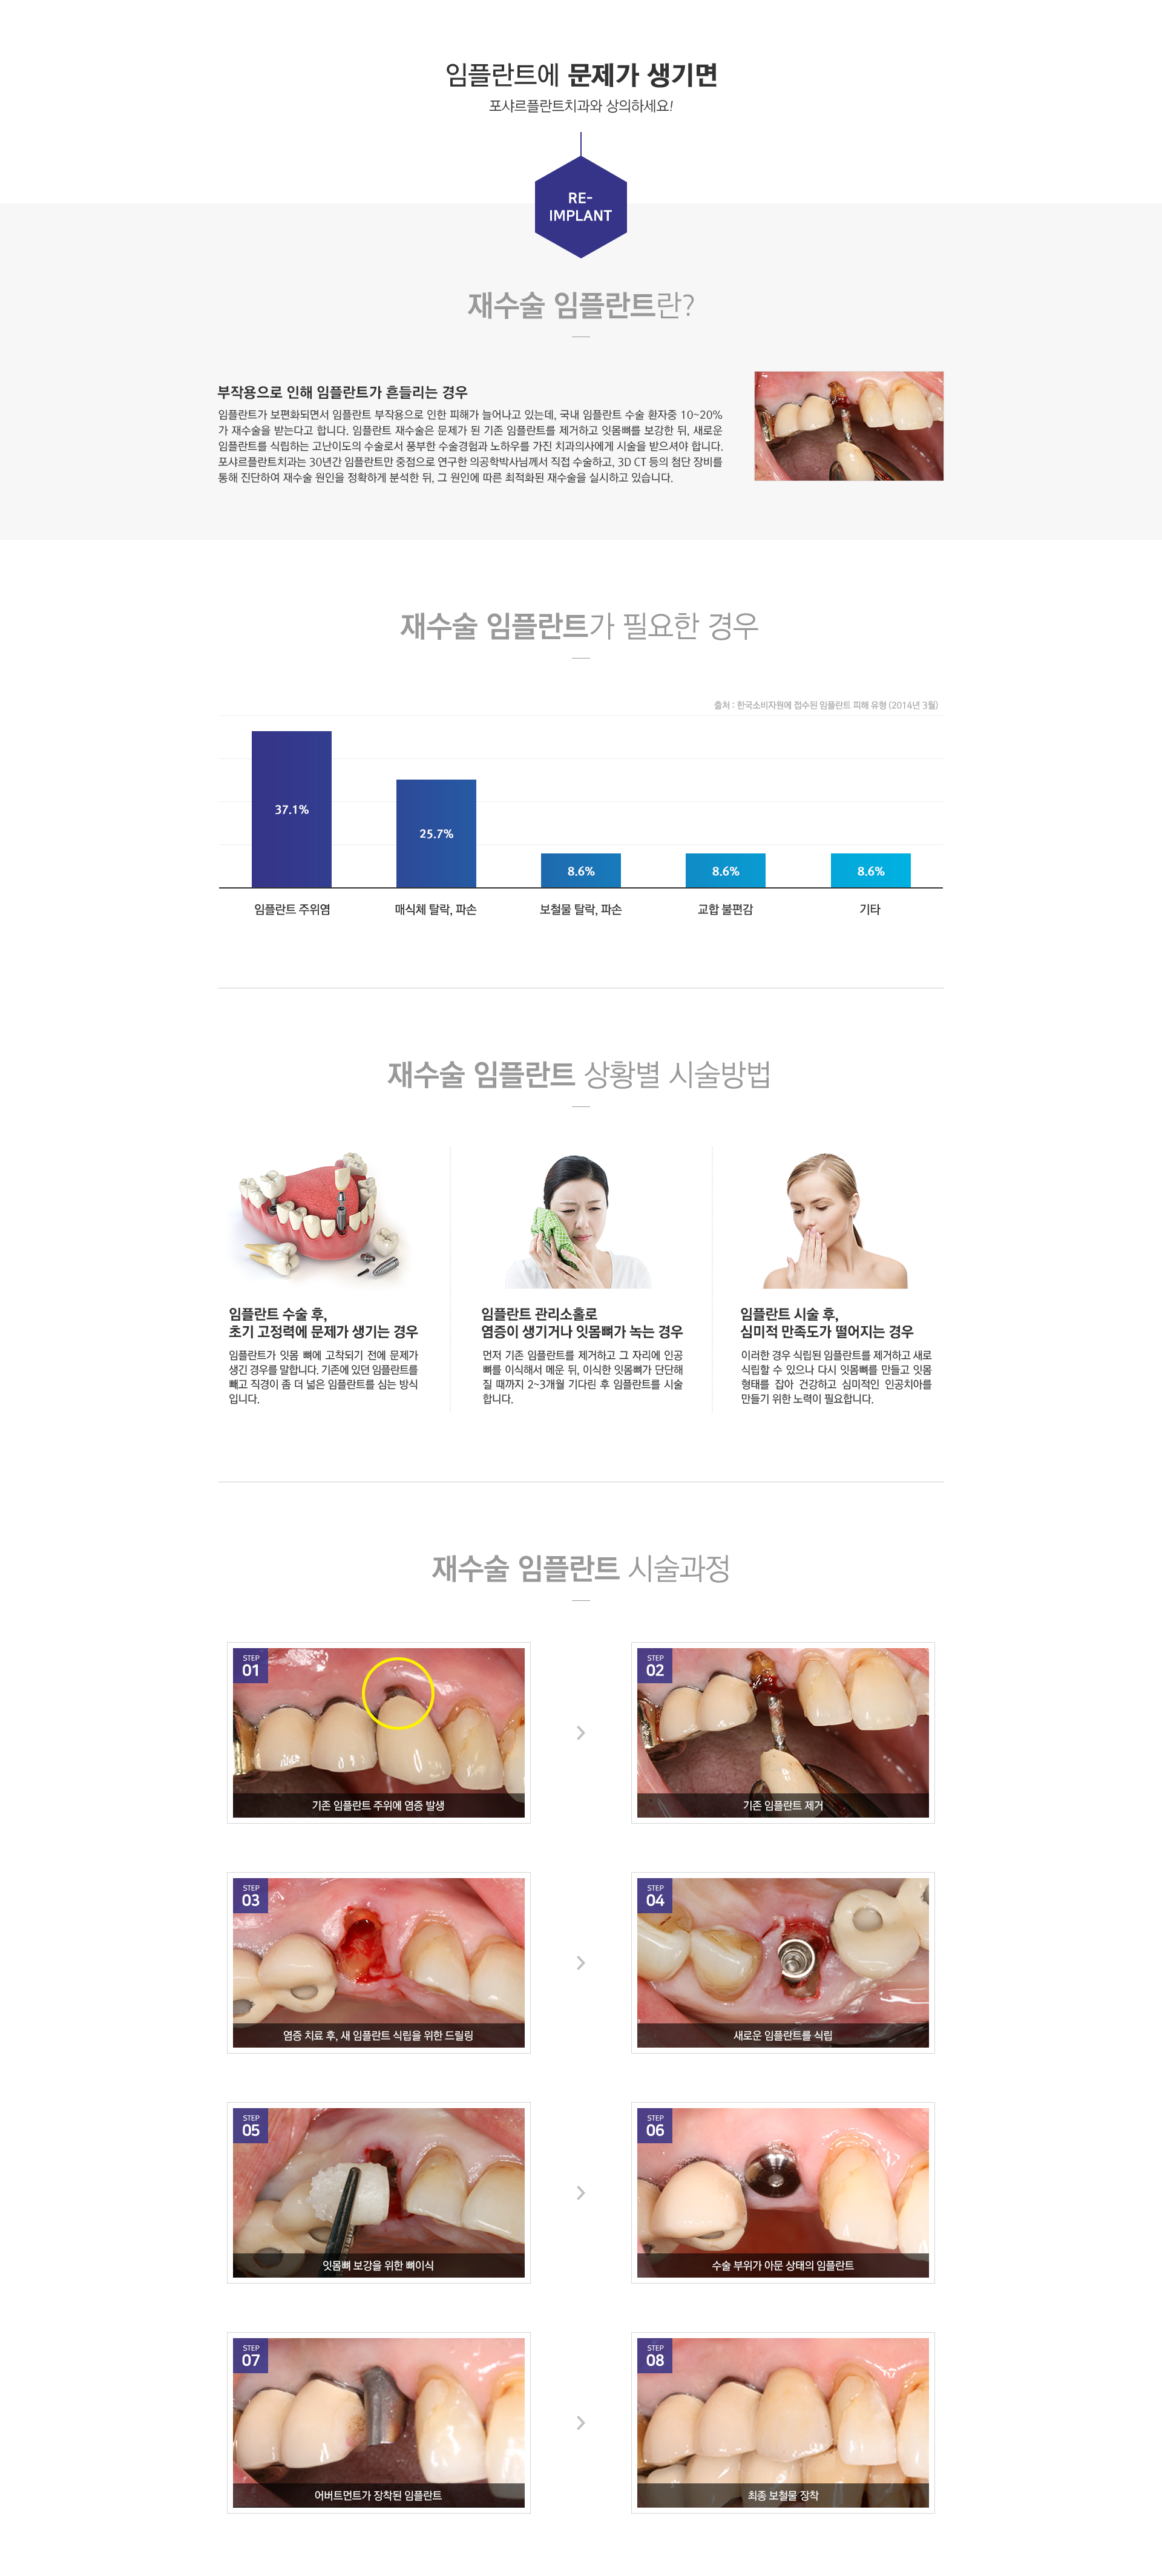 임플란트에 문제가 생기면
포샤르플란트치과와 상의하세요!
RE-
IMPLANT
재수술 임플란트란?
부작용으로 인해 임플란트가 흔들리는 경우
임플란트가 보편화되면서 임플란트 부작용으로 인한 피해가 늘어나고 있는데, 국내 임플란트 수술 환자중 10~20%
가 재수술을 받는다고 합니다. 임플란트 재수술은 문제가 된 기존 임플란트를 제거하고 잇몸뼈를 보강한 뒤, 새로운
임플란트를 식립하는 고난이도의 수술로서 풍부한 수술경험과 노하우를 가진 치과의사에게 시술을 받으셔야 합니다.
포샤르플란트치과는 30년간 임플란트만 중점으로 연구한 의공학박사님께서 직접 수술하고, 3D CT 등의 첨단 장비를
통해 진단하여 재수술 원인을 정확하게 분석한 뒤, 그 원인에 따른 최적화된 재수술을 실시하고 있습니다.
재수술 임플란트가 필요한 경우
출처 : 한국소비자원에 접수된 임플란트 피해 유형 (2014년 3월)
37.1%
25.7%
8.6%
8.6%
8.6%
임플란트 주위염
매식체 탈락, 파손
보철물 탈락, 파손
교합 불편감
기타
재수술 임플란트 상황별 시술방법
임플란트 수술 후,
초기 고정력에 문제가 생기는 경우
임플란트가 잇몸 뼈에 고착되기 전에 문제가
생긴 경우를 말합니다. 기존에 있던 임플란트를
빼고 직경이 좀 더 넓은 임플란트를 심는 방식
입니다.
임플란트 관리소홀로
염증이 생기거나 잇몸뼈가 녹는 경우
먼저 기존 임플란트를 제거하고 그 자리에 인공
뼈를 이식해서 메운 뒤, 이식한 잇몸뼈가 단단해
질 때까지 2~3개월 기다린 후 임플란트를 시술
합니다.
임플란트 시술 후,
심미적 만족도가 떨어지는 경우
이러한 경우 식립된 임플란트를 제거하고 새로
식립할 수 있으나 다시 잇몸뼈를 만들고 잇몸
형태를 잡아 건강하고 심미적인 인공치아를
만들기 위한 노력이 필요합니다.
재수술 임플란트 시술과정
STEP
01
기존 임플란트 주위에 염증 발생
STEP
02
기존 임플란트 제거
STEP
03
염증 치료 후, 새 임플란트 식립을 위한 드릴링
STEP
04
새로운 임플란트를 식립
STEP
05
잇몸뼈 보강을 위한 뼈이식
STEP
06
수술 부위가 아문 상태의 임플란트
STEP
07
어버트먼트가 장착된 임플란트
STEP
08
최종 보철물 장착